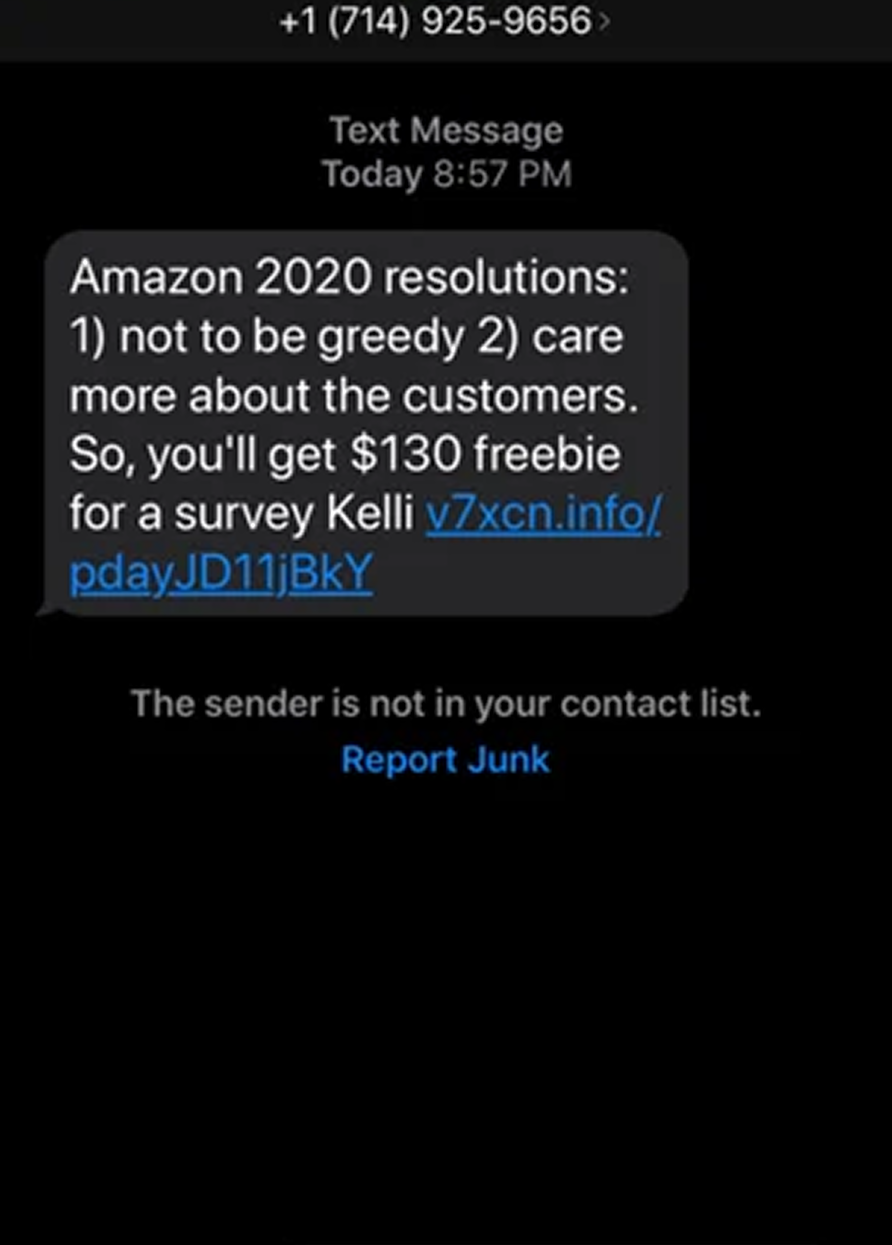 +1 (714) 925-9656 >
Text Message
Today 8:57 PM
Amazon 2020 resolutions:
1) not to be greedy 2) care
more about the customers.
So, you'll get $130 freebie
for a survey Kelli v7xcn.info/
pdayJD11jBkY
The sender is not in your contact list.
Report Junk